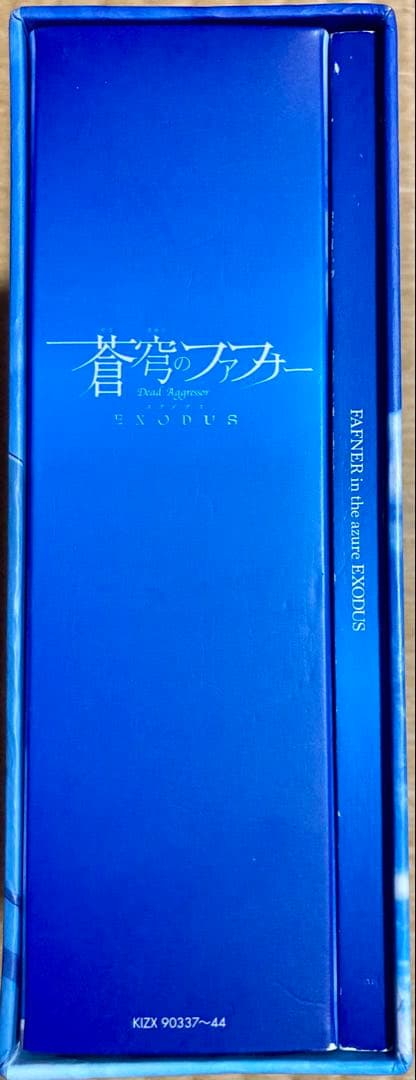 蒼穹のファフナー
Dead Aggressor
EXODUS
FAFNER in the azure EXODUS
KIZX 90337〜44